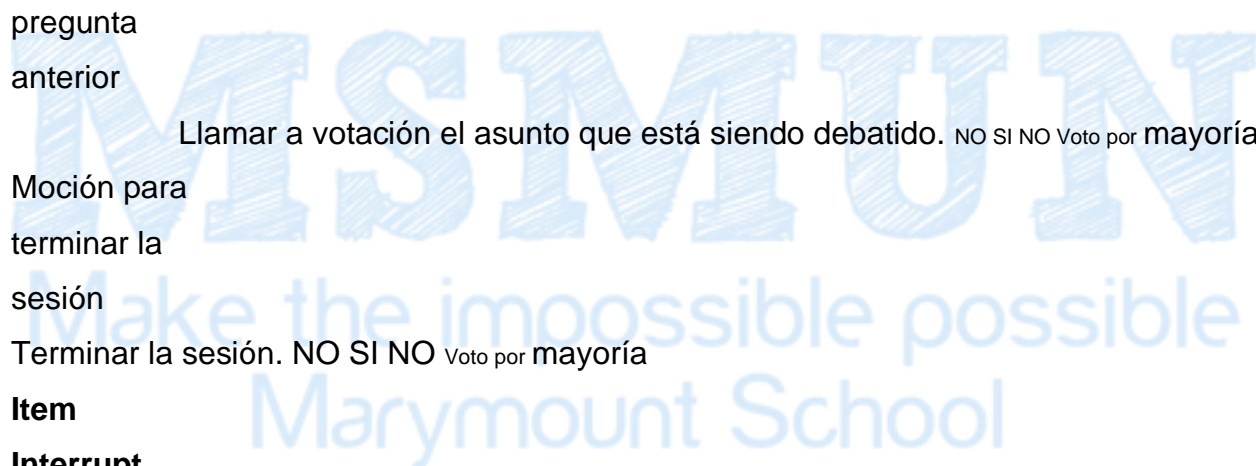 pregunta
anterior
Llamar a votación el asunto que está siendo debatido. NO SI NO Voto por mayoría
Moción para
terminar la
sesión
Terminar la sesión. NO SI NO Voto por mayoría
Item
Interrupt
MSMUN
Make the impossible possible
Marymount School